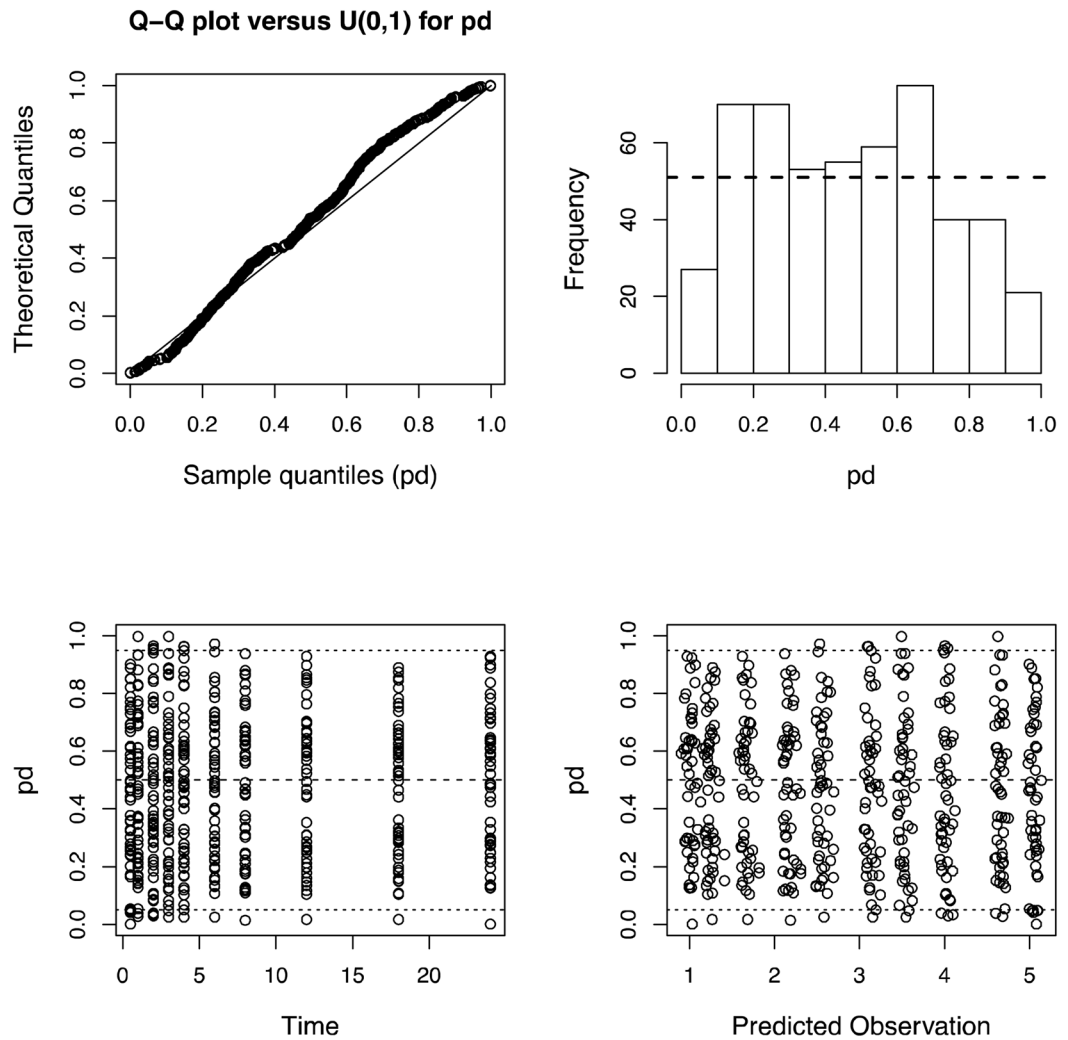 Q−Q plot versus U(0,1) for pd
Theoretical Quantiles
0.0 0.2 0.4 0.6 0.8 1.0
0.0 0.2 0.4 0.6 0.8 1.0
Sample quantiles (pd)
Frequency
0 20 40 60
0.0 0.2 0.4 0.6 0.8 1.0
pd
pd
0.0 0.2 0.4 0.6 0.8 1.0
0 5 10 15 20
Time
pd
0.0 0.2 0.4 0.6 0.8 1.0
1 2 3 4 5
Predicted Observation